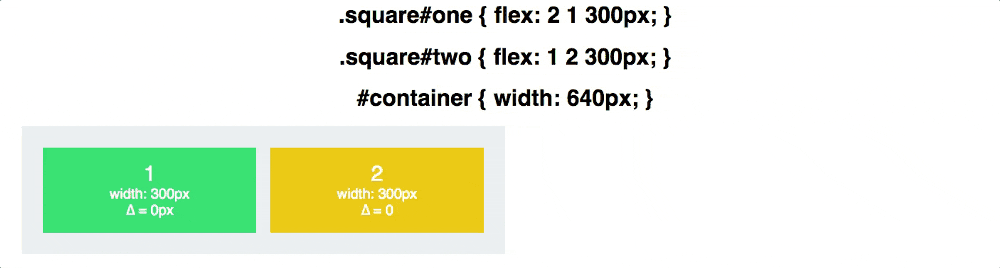 .square#one { flex: 2 1 300px; }
.square#two { flex: 1 2 300px; }
#container { width: 640px; }
1
width: 300px
Δ = 0px
2
width: 300px
Δ = 0